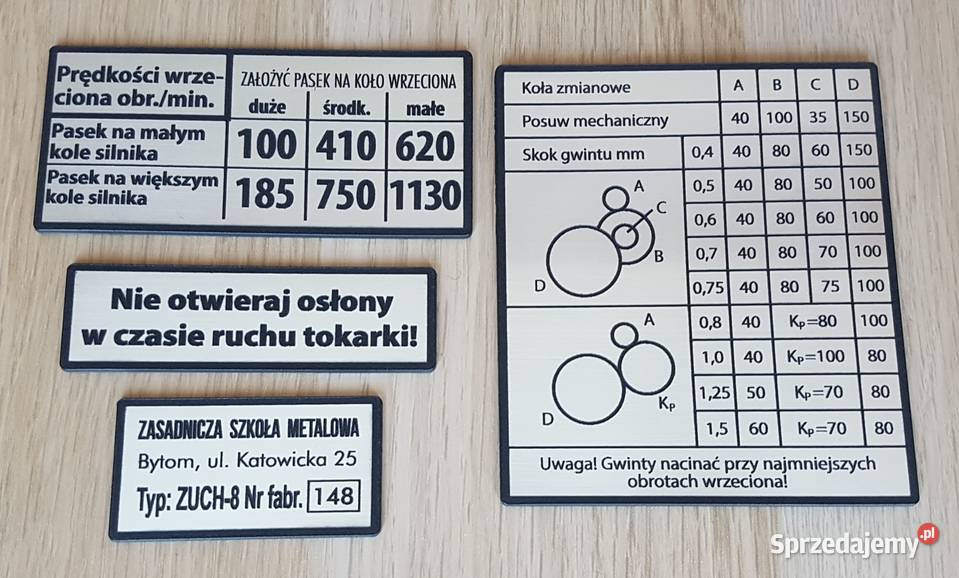 Prędkości wrze-
ciona obr./min.
ZAŁOŻYĆ PASEK NA KOŁO WRZECIONA
duże środk. małe
Pasek na małym
kole silnika
100 410 620
Pasek na większym
kole silnika
185 750 1130
Nie otwieraj osłony
w czasie ruchu tokarki!
ZASADNICZA SZKOŁA METALOWA
Bytom, ul. Katowicka 25
Typ: ZUCH-8 Nr fabr. 148
Koła zmianowe A B C D
Posuw mechaniczny 40 100 35 150
Skok gwintu mm 0,4 40 80 60 150
0,5 40 80 50 100
0,6 40 80 60 100
0,7 40 80 70 100
0,75 40 80 75 100
A
C
B
D
0,8 40 Kp=80 100
1,0 40 Kp=100 80
1,25 50 Kp=70 80
1,5 60 Kp=70 80
A
Kp
D
Uwaga! Gwinty nacinać przy najmniejszych
obrotach wrzeciona!
Sprzedajemy.pl